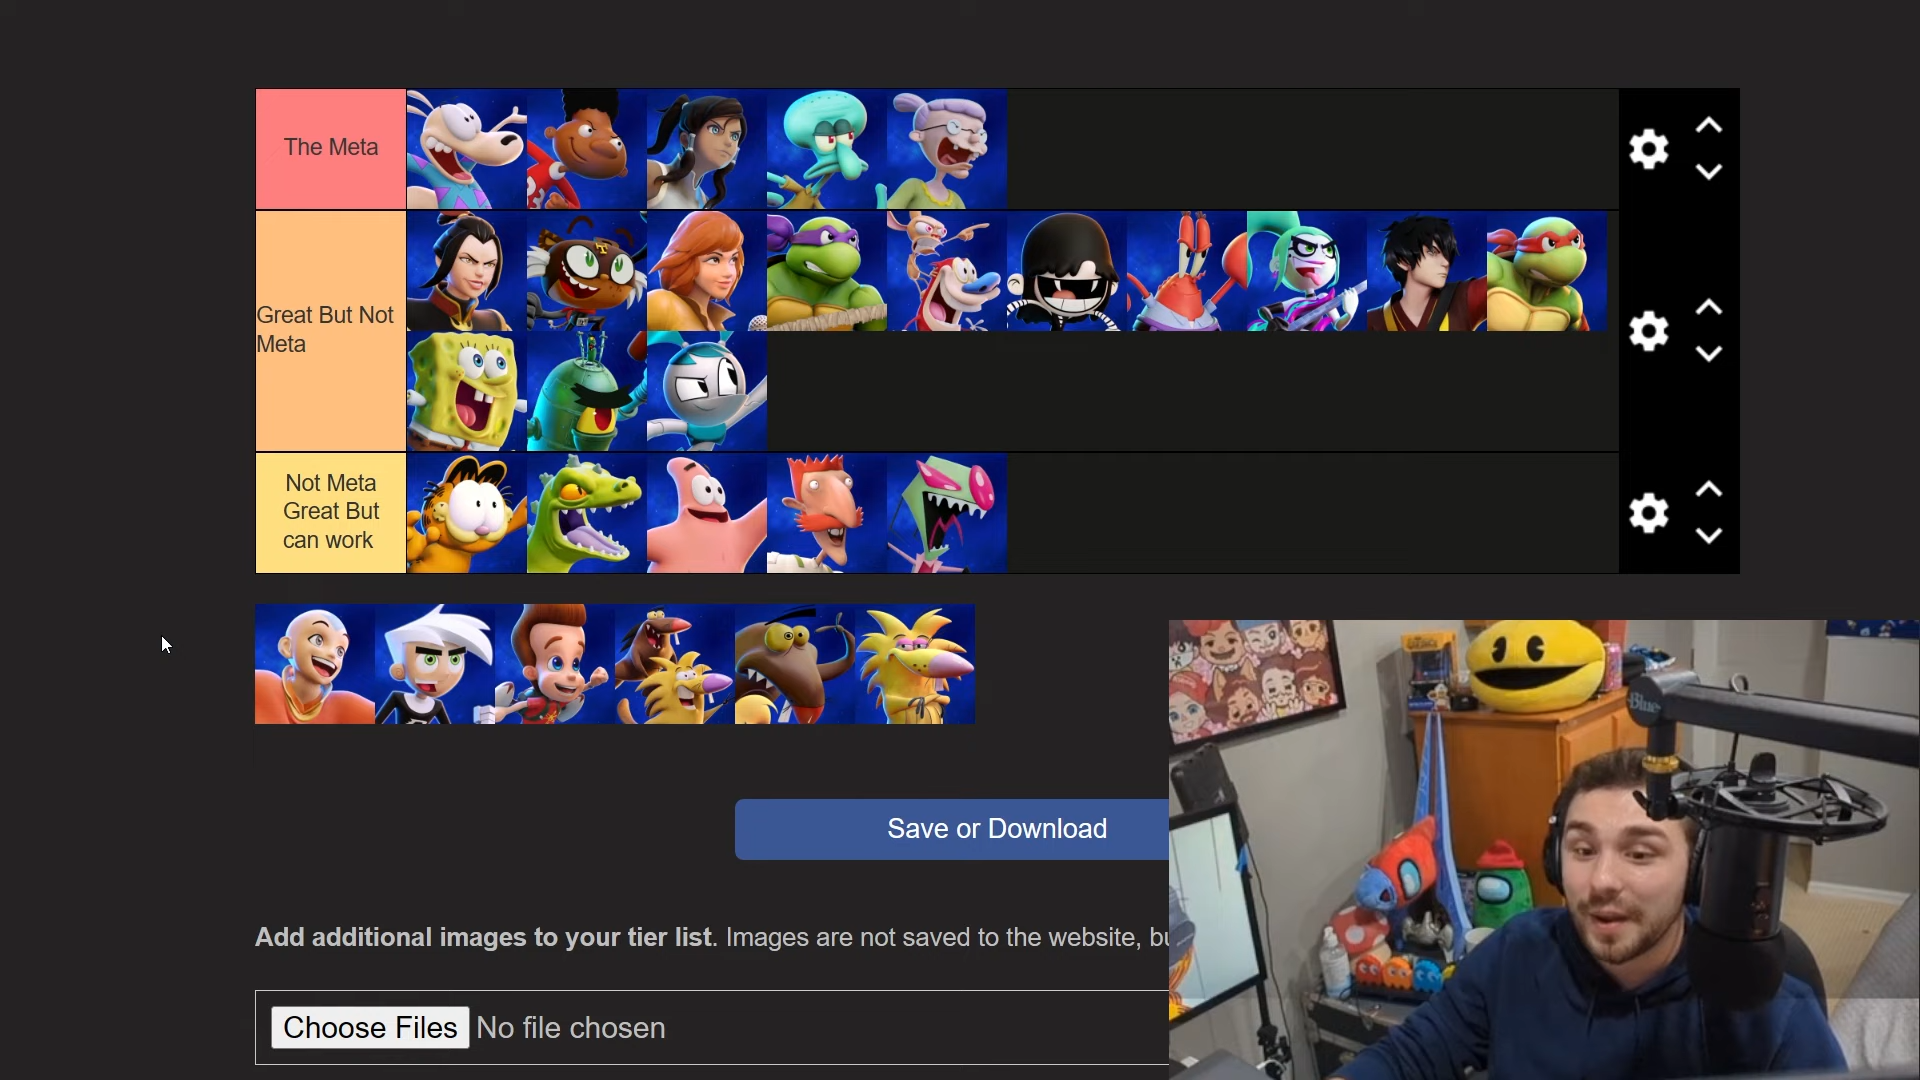 The Meta
Great But Not
Meta
Not Meta
Great But
can work
Save or Download
Add additional images to your tier list. Images are not saved to the website, bu
Choose Files No file chosen
Blue